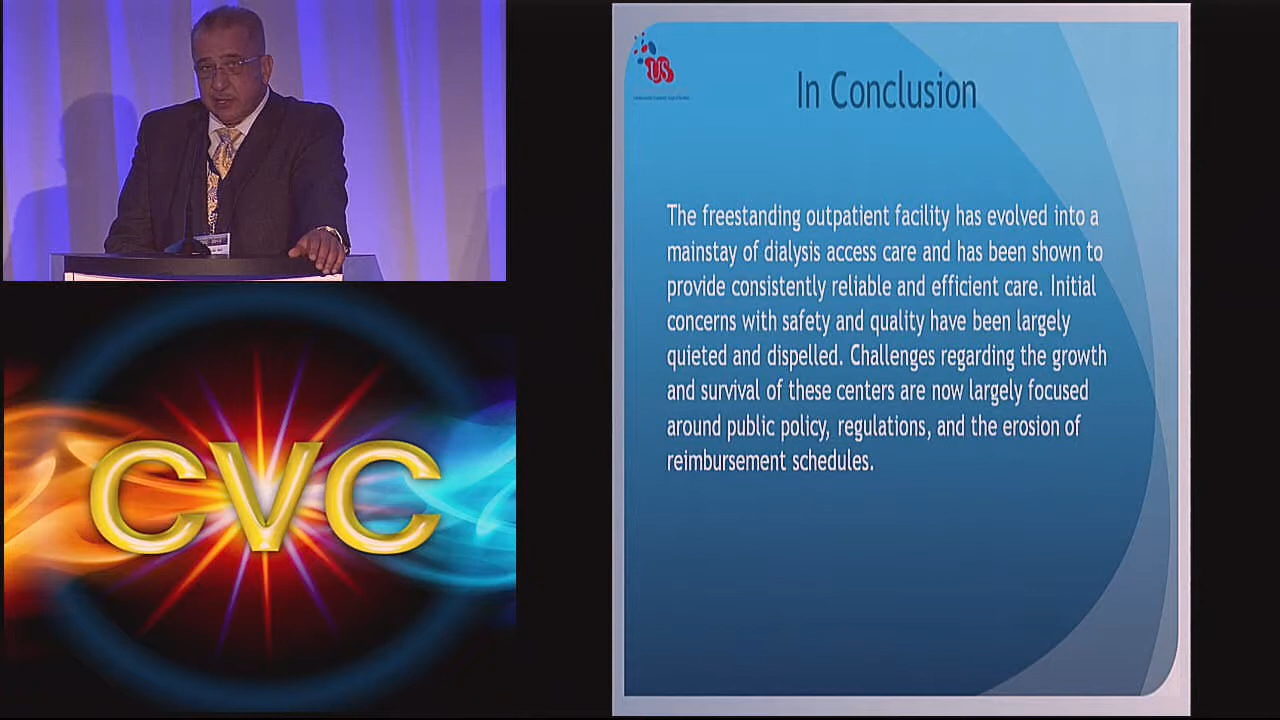 US
In Conclusion
The freestanding outpatient facility has evolved into a
mainstay of dialysis access care and has been shown to
provide consistently reliable and efficient care. Initial
concerns with safety and quality have been largely
quieted and dispelled. Challenges regarding the growth
and survival of these centers are now largely focused
around public policy, regulations, and the erosion of
reimbursement schedules.
CVC